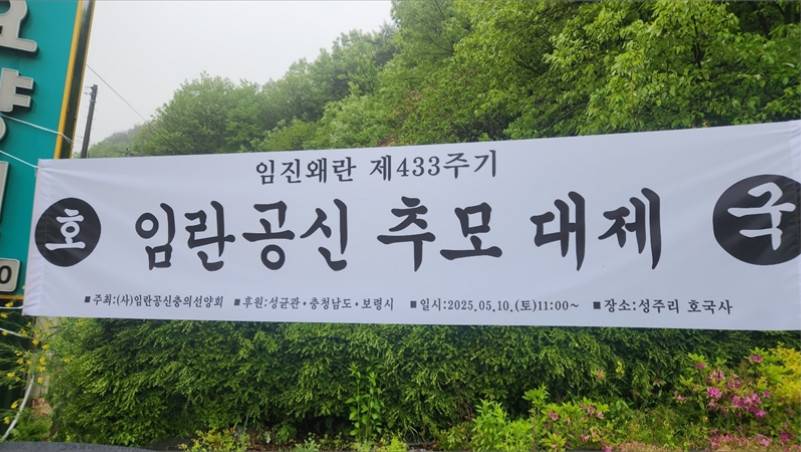 요
양
0
임진왜란 제433주기
호 임란공신 추모 대제 국
■주최:(사)임란공신충의선양회 ■후원:성균관·충청남도·보령시 ■일시:2025.05.10.(토)11:00~ ■장소:성주리 호국사